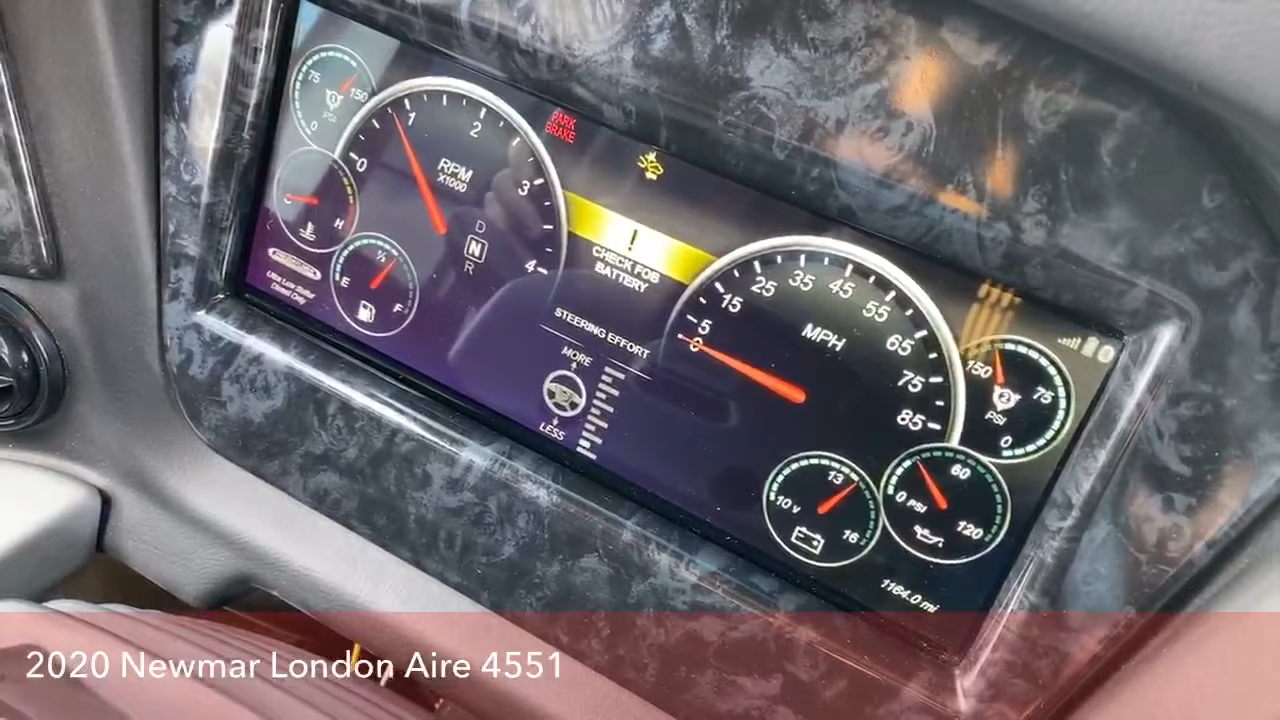 75
150
PSI
0
0
1
2
3
4
RPM
X1000
D
N
R
H
E
½
F
Ultra Low Sulfur
Diesel Only
PARK
BRAKE
!
CHECK FOB
BATTERY
STEERING EFFORT
MORE
LESS
0
5
15
25
35
45
55
65
75
85
MPH
150
2
75
PSI
0
10 V
13
16
0 PSI
60
120
0
1164.0 mi
2020 Newmar London Aire 4551